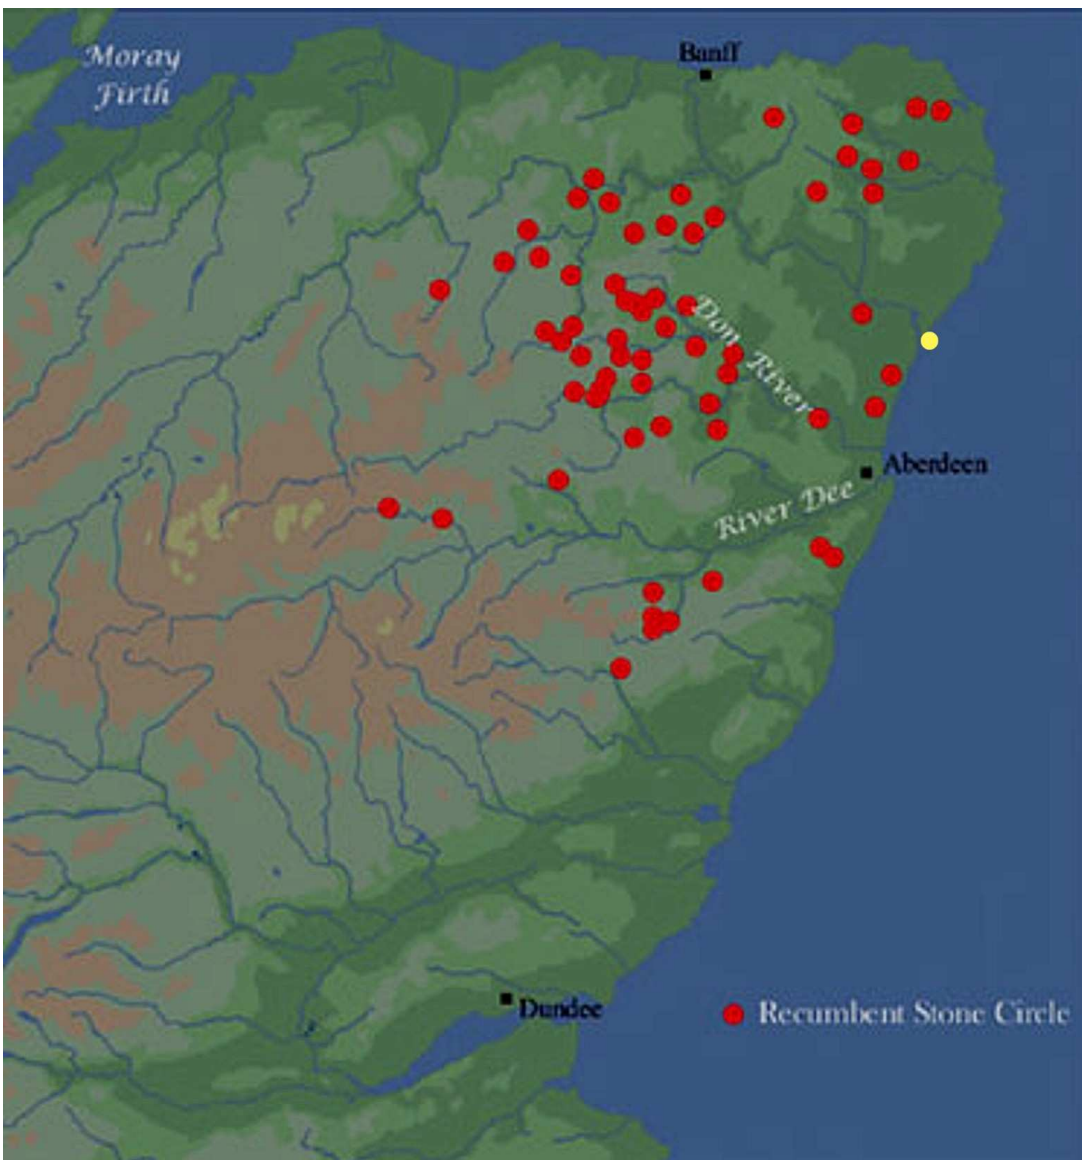 Moray
Firth
Banff
Don River
Aberdeen
River Dee
Dundee
Recumbent Stone Circle